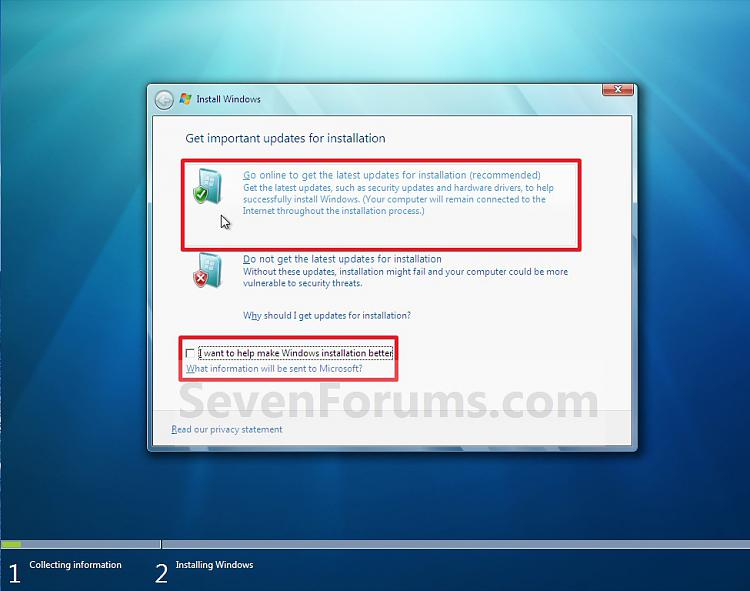 Install Windows
Get important updates for installation
Go online to get the latest updates for installation (recommended)
Get the latest updates, such as security updates and hardware drivers, to help
successfully install Windows. (Your computer will remain connected to the
Internet throughout the installation process.)
Do not get the latest updates for installation
Without these updates, installation might fail and your computer could be more
vulnerable to security threats.
Why should I get updates for installation?
I want to help make Windows installation better
What information will be sent to Microsoft?
SevenForums.com
Read our privacy statement
1 Collecting information
2 Installing Windows